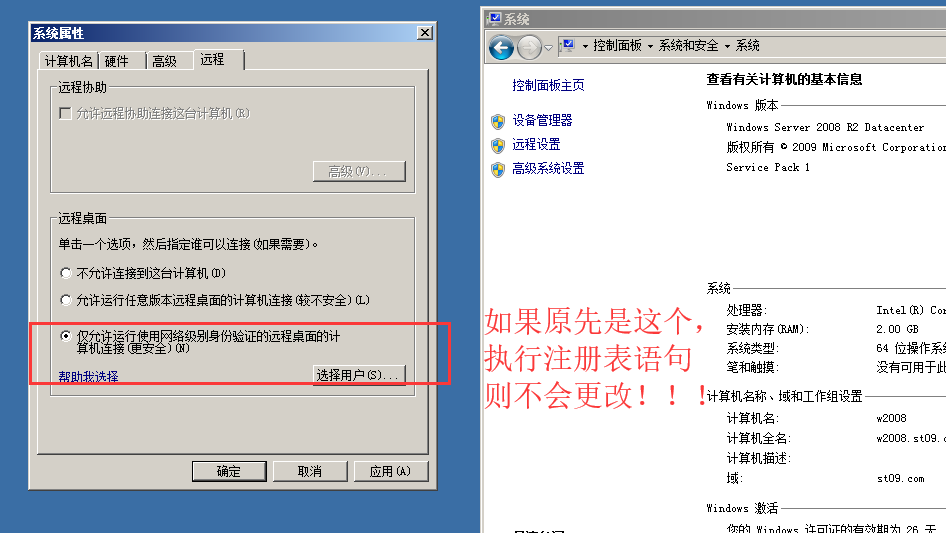 系统属性
计算机名 硬件 高级 远程
远程协助
允许远程协助连接这台计算机(R)
高级(V)...
远程桌面
单击一个选项，然后指定谁可以连接(如果需要)。
不允许连接到这台计算机(D)
允许运行任意版本远程桌面的计算机连接(较不安全)(L)
仅允许运行使用网络级别身份验证的远程桌面的计
算机连接(更安全)(N)
帮助我选择
选择用户(S)...
确定 取消 应用(A)
系统
控制面板 系统和安全 系统
控制面板主页
设备管理器
远程设置
高级系统设置
查看有关计算机的基本信息
Windows 版本
Windows Server 2008 R2 Datacenter
版权所有 © 2009 Microsoft Corporation
Service Pack 1
系统
处理器: Intel(R) Cor
安装内存(RAM): 2.00 GB
系统类型: 64 位操作系统
笔和触摸: 没有可用于此
如果原先是这个，
执行注册表语句
则不会更改！！！
计算机名称、域和工作组设置
计算机名: w2008
计算机全名: w2008.st09.c
计算机描述:
域: st09.com
Windows 激活
您的 Windows 许可证的有效期为 26 天